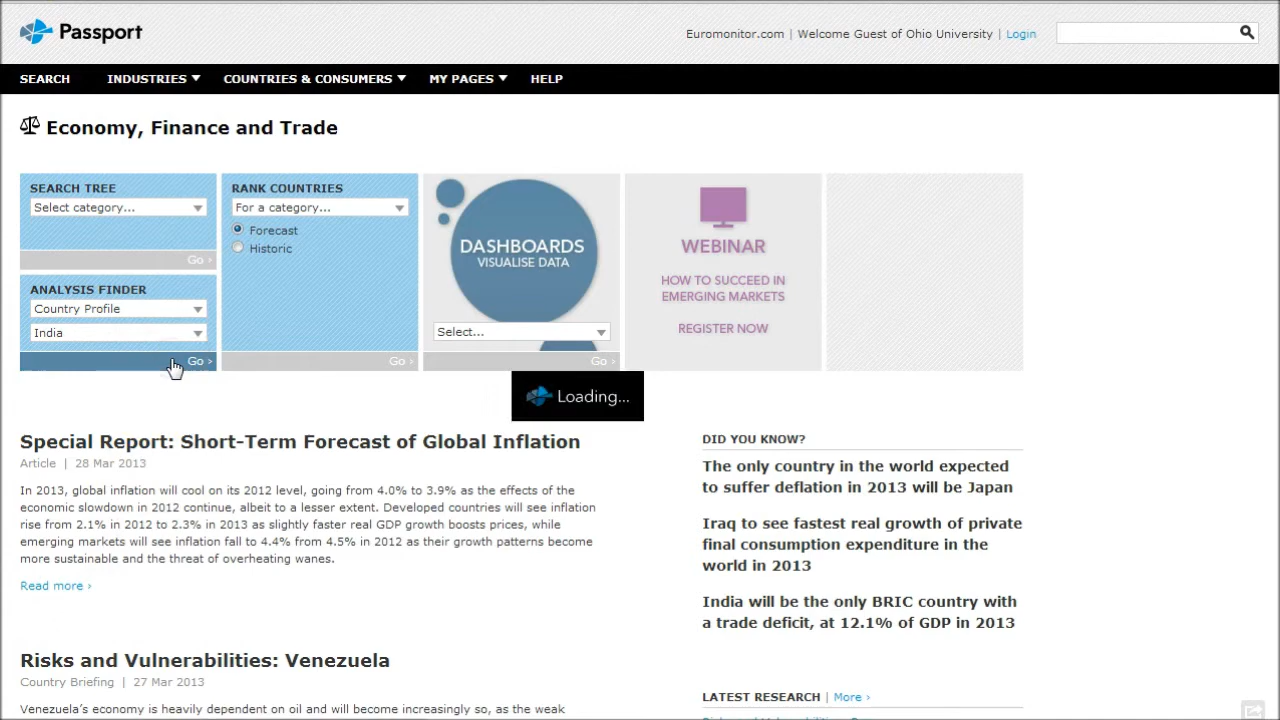 Passport
Euromonitor.com | Welcome Guest of Ohio University | Login
SEARCH INDUSTRIES COUNTRIES & CONSUMERS MY PAGES HELP
Economy, Finance and Trade
SEARCH TREE
Select category...
Go ›
ANALYSIS FINDER
Country Profile
India
Go ›
RANK COUNTRIES
For a category...
Forecast
Historic
Go ›
DASHBOARDS
VISUALISE DATA
Select...
Go ›
WEBINAR
HOW TO SUCCEED IN
EMERGING MARKETS
REGISTER NOW
Loading...
Special Report: Short-Term Forecast of Global Inflation
Article | 28 Mar 2013
In 2013, global inflation will cool on its 2012 level, going from 4.0% to 3.9% as the effects of the
economic slowdown in 2012 continue, albeit to a lesser extent. Developed countries will see inflation
rise from 2.1% in 2012 to 2.3% in 2013 as slightly faster real GDP growth boosts prices, while
emerging markets will see inflation fall to 4.4% from 4.5% in 2012 as their growth patterns become
more sustainable and the threat of overheating wanes.
Read more ›
Risks and Vulnerabilities: Venezuela
Country Briefing | 27 Mar 2013
Venezuela's economy is heavily dependent on oil and will become increasingly so, as the weak
DID YOU KNOW?
The only country in the world expected
to suffer deflation in 2013 will be Japan
Iraq to see fastest real growth of private
final consumption expenditure in the
world in 2013
India will be the only BRIC country with
a trade deficit, at 12.1% of GDP in 2013
LATEST RESEARCH | More ›